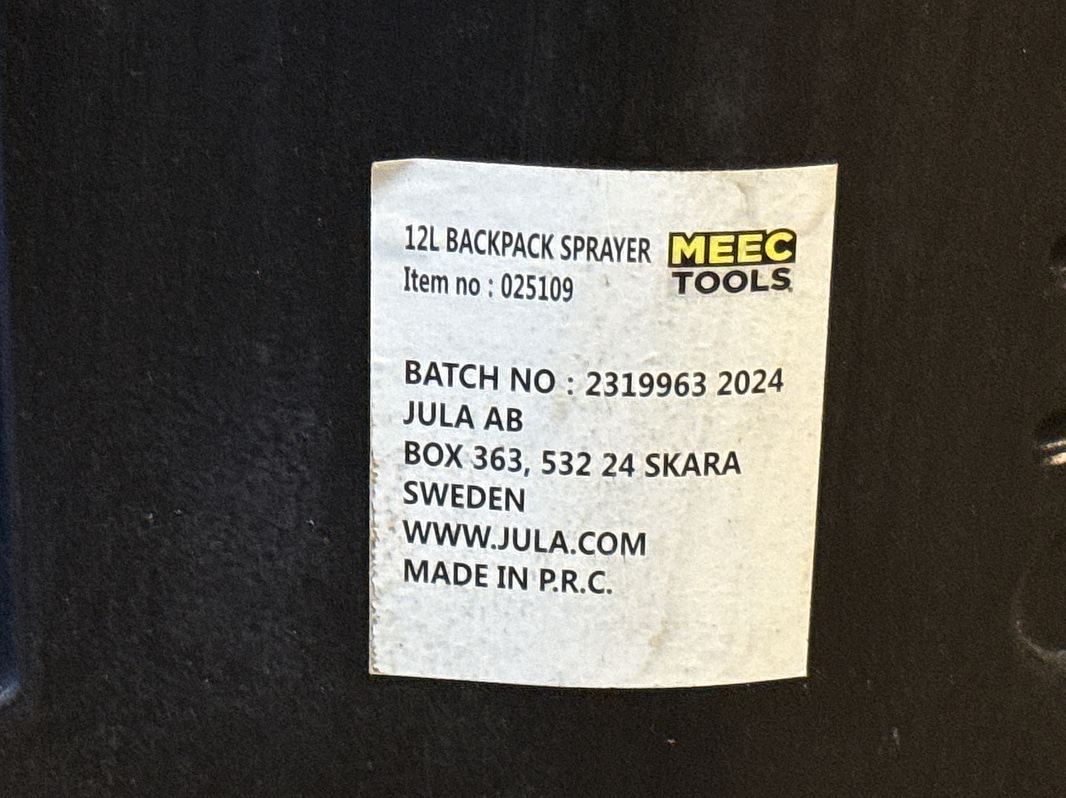 12L BACKPACK SPRAYER
Item no : 025109
MEEC
TOOLS
BATCH NO : 2319963 2024
JULA AB
BOX 363, 532 24 SKARA
SWEDEN
WWW.JULA.COM
MADE IN P.R.C.